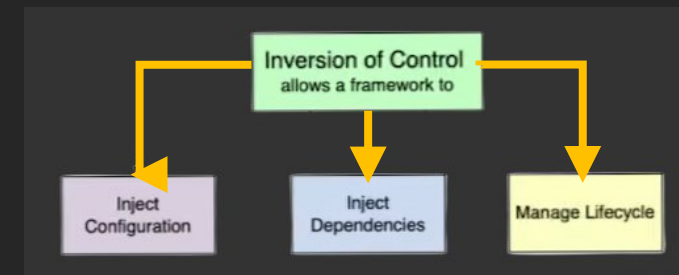 Inversion of Control
allows a framework to
Inject
Configuration
Inject
Dependencies
Manage Lifecycle